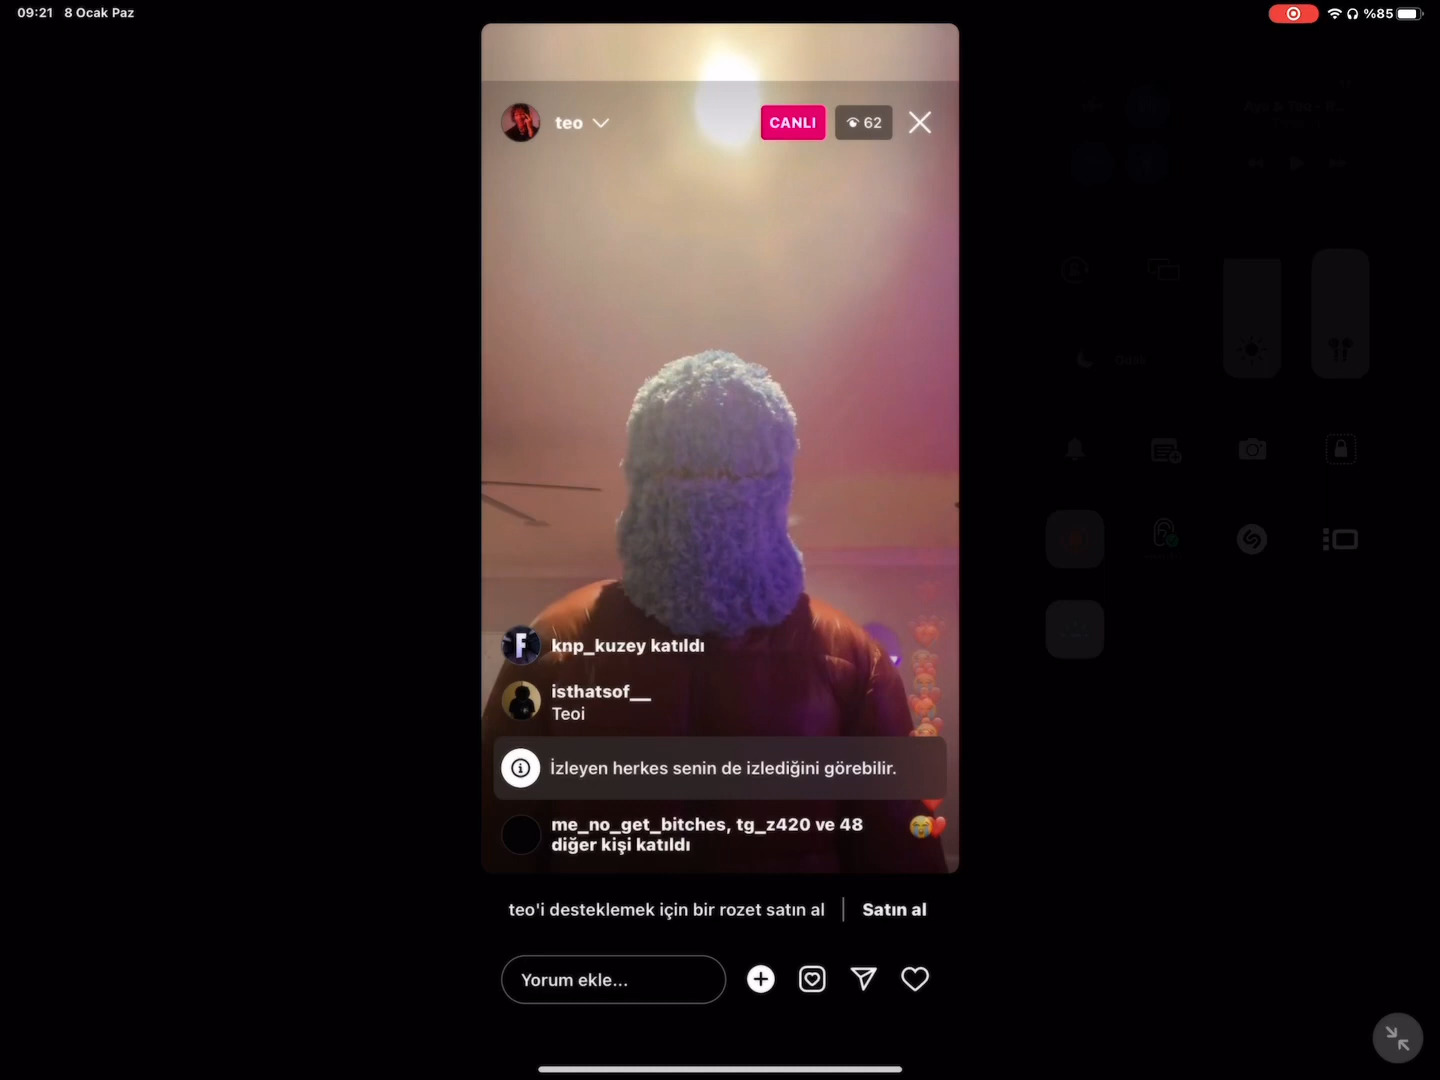 09:21 8 Ocak Paz
%85
teo
CANLI
62
F
knp_kuzey katıldı
isthatsof__
Teoi
İzleyen herkes senin de izlediğini görebilir.
me_no_get_bitches, tg_z420 ve 48
diğer kişi katıldı
teo'i desteklemek için bir rozet satın al
Satın al
Yorum ekle...